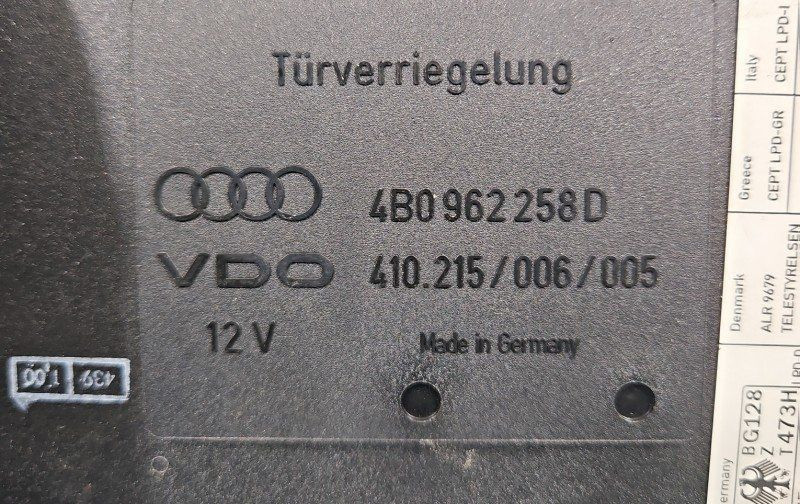 Türverriegelung
4B0 962 258 D
VDO 410.215/006/005
12 V Made in Germany
439
Italy
CEPT LPD-I
Greece
CEPT LPD-GR
Denmark
ALR 9679
TELESTYRELSEN
BG128
Z
T473H